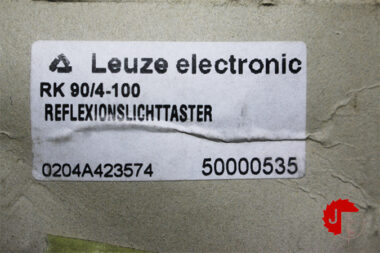 Leuze electronic
RK 90/4-100
REFLEXIONSLICHTTASTER
0204A423574 50000535